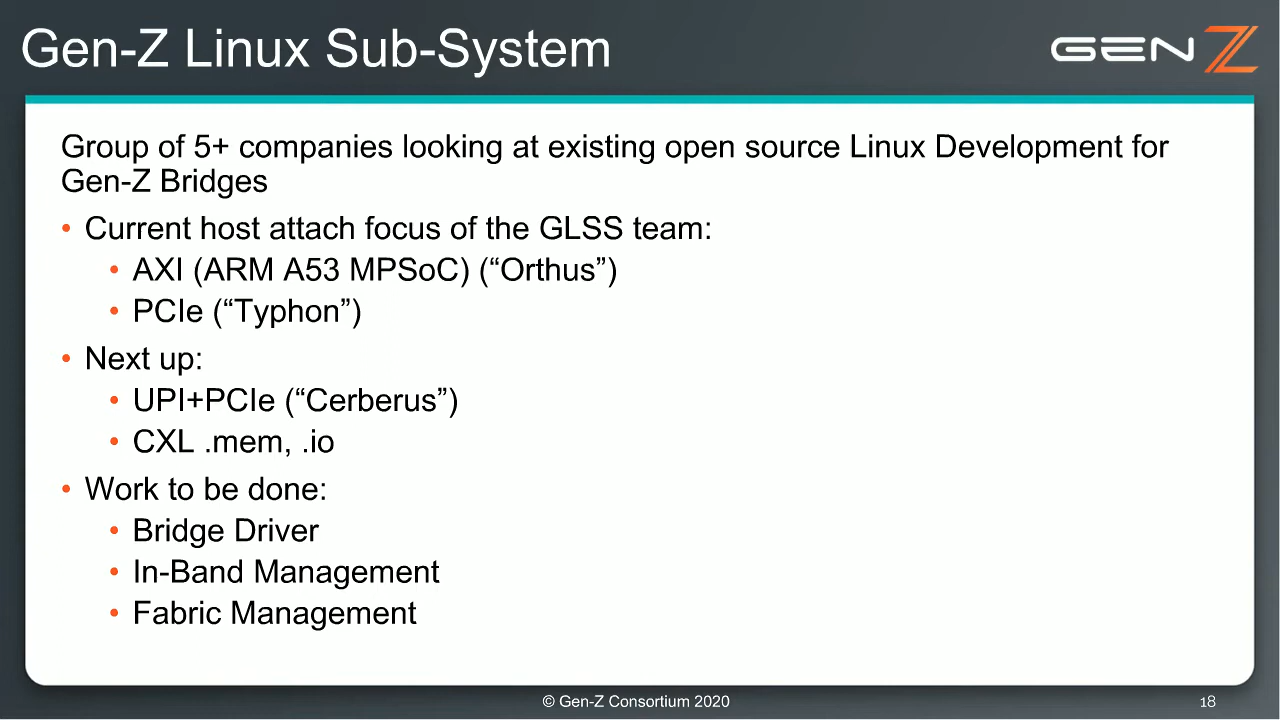 Gen-Z Linux Sub-System
GEN Z
Group of 5+ companies looking at existing open source Linux Development for
Gen-Z Bridges
• Current host attach focus of the GLSS team:
• AXI (ARM A53 MPSoC) (“Orthus”)
• PCIe (“Typhon”)
• Next up:
• UPI+PCIe (“Cerberus”)
• CXL .mem, .io
• Work to be done:
• Bridge Driver
• In-Band Management
• Fabric Management
© Gen-Z Consortium 2020
18